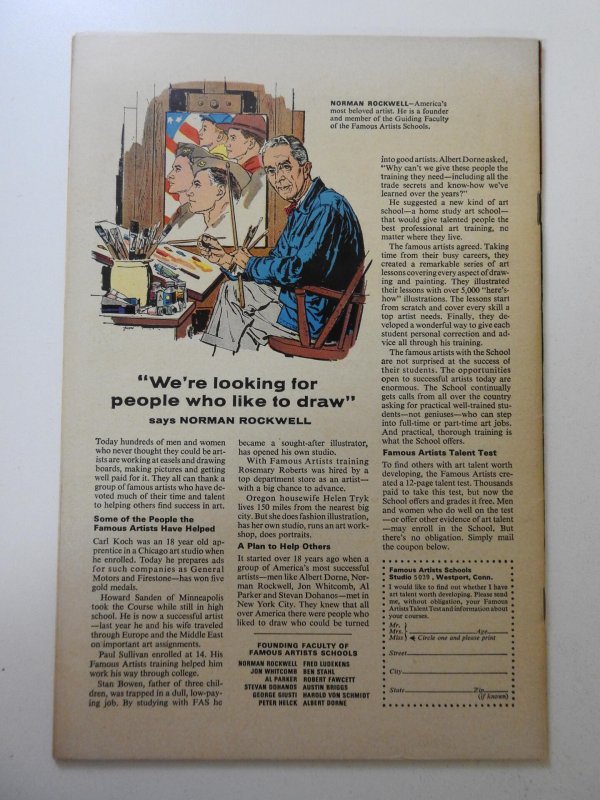 NORMAN ROCKWELL—America's
most beloved artist. He is a founder
and member of the Guiding Faculty
of the Famous Artists Schools.
"We're looking for
people who like to draw"
says NORMAN ROCKWELL
Today hundreds of men and women
who never thought they could be art-
ists are working at easels and drawing
boards, making pictures and getting
well paid for it. They all can thank a
group of famous artists who have de-
voted much of their time and talent
to helping others find success in art.
Some of the People the
Famous Artists Have Helped
Carl Koch was an 18 year old ap-
prentice in a Chicago art studio when
he enrolled. Today he prepares ads
for such companies as General
Motors and Firestone—has won five
gold medals.
Howard Sanden of Minneapolis
took the Course while still in high
school. He is now a successful artist
—last year he and his wife traveled
through Europe and the Middle East
on important art assignments.
Paul Sullivan enrolled at 14. His
Famous Artists training helped him
work his way through college.
Stan Bowen, father of three chil-
dren, was trapped in a dull, low-pay-
ing job. By studying with FAS he
became a sought-after illustrator,
has opened his own studio.
With Famous Artists training
Rosemary Roberts was hired by a
top department store as an artist—
with a big chance to advance.
Oregon housewife Helen Tryk
lives 150 miles from the nearest big
city. But she does fashion illustration,
has her own studio, runs an art work-
shop, does portraits.
A Plan to Help Others
It started over 18 years ago when a
group of America's most successful
artists—men like Albert Dorne, Nor-
man Rockwell, Jon Whitcomb, Al
Parker and Stevan Dohanos—met in
New York City. They knew that all
over America there were people who
liked to draw who could be turned
FOUNDING FACULTY OF
FAMOUS ARTISTS SCHOOLS
NORMAN ROCKWELL FRED LUDEKENS
JON WHITCOMB BEN STAHL
AL PARKER ROBERT FAWCETT
STEVAN DOHANOS AUSTIN BRIGGS
GEORGE GIUSTI HAROLD VON SCHMIDT
PETER HELCK ALBERT DORNE
into good artists. Albert Dorne asked,
"Why can't we give these people the
training they need—including all the
trade secrets and know-how we've
learned over the years?"
He suggested a new kind of art
school—a home study art school—
that would give talented people the
best professional art training, no
matter where they live.
The famous artists agreed. Taking
time from their busy careers, they
created a remarkable series of art
lessons covering every aspect of draw-
ing and painting. They illustrated
their lessons with over 5,000 "here's-
how" illustrations. The lessons start
from scratch and cover every skill a
top artist needs. Finally, they de-
veloped a wonderful way to give each
student personal correction and ad-
vice all through his training.
The famous artists with the School
are not surprised at the success of
their students. The opportunities
open to successful artists today are
enormous. The School continually
gets calls from all over the country
asking for practical well-trained stu-
dents—not geniuses—who can step
into full-time or part-time art jobs.
And practical, thorough training is
what the School offers.
Famous Artists Talent Test
To find others with art talent worth
developing, the Famous Artists cre-
ated a 12-page talent test. Thousands
paid to take this test, but now the
School offers and grades it free. Men
and women who do well on the test
—or offer other evidence of art talent
—may enroll in the School. But
there's no obligation. Simply mail
the coupon below.
Famous Artists Schools
Studio 5039, Westport, Conn.
I would like to find out whether I have
art talent worth developing. Please send
me, without obligation, your Famous
Artists Talent Test and information about
your courses.
Mr.
Mrs. Age
Miss Circle one and please print
Street
City
State Zip
(if known)